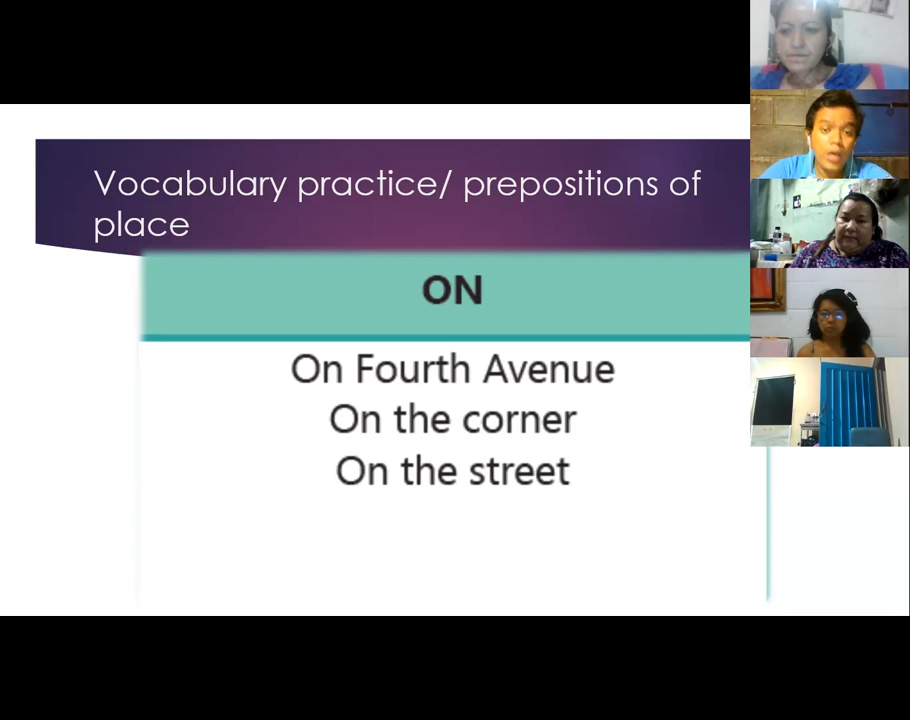 Vocabulary practice/ prepositions of
place
ON
On Fourth Avenue
On the corner
On the street